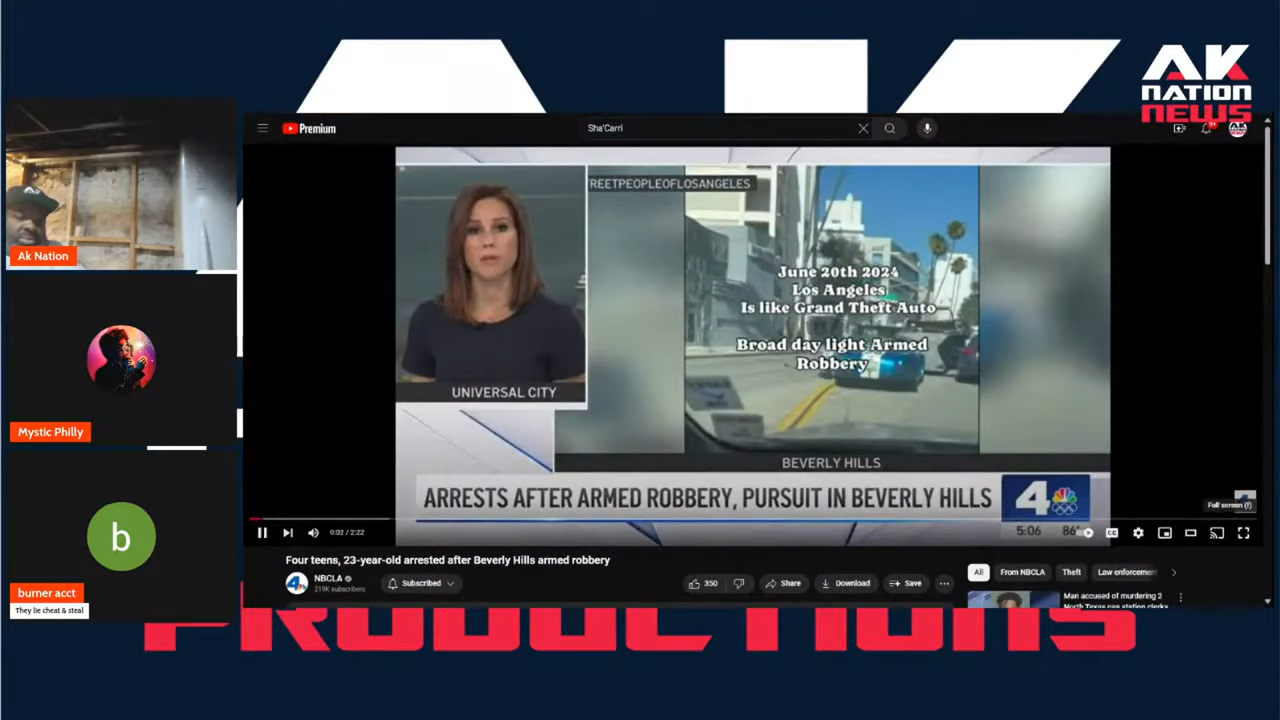 AK
NATION
NEWS
Premium
Sha'Carri
TREETPEOPLEOFLOSANGELES
June 20th 2024
Los Angeles
Is like Grand Theft Auto
Broad day light Armed
Robbery
UNIVERSAL CITY
BEVERLY HILLS
ARRESTS AFTER ARMED ROBBERY, PURSUIT IN BEVERLY HILLS
4
5:06 86°
Full screen (f)
0:02 / 2:22
Four teens, 23-year-old arrested after Beverly Hills armed robbery
NBCLA
219K subscribers
Subscribed
350
Share
Download
Save
All
From NBCLA
Theft
Law enforcement
Man accused of murdering 2
North Texas gas station clerks
Ak Nation
Mystic Philly
b
burner acct
They lie cheat & steal
AK
PRODUCTIONS